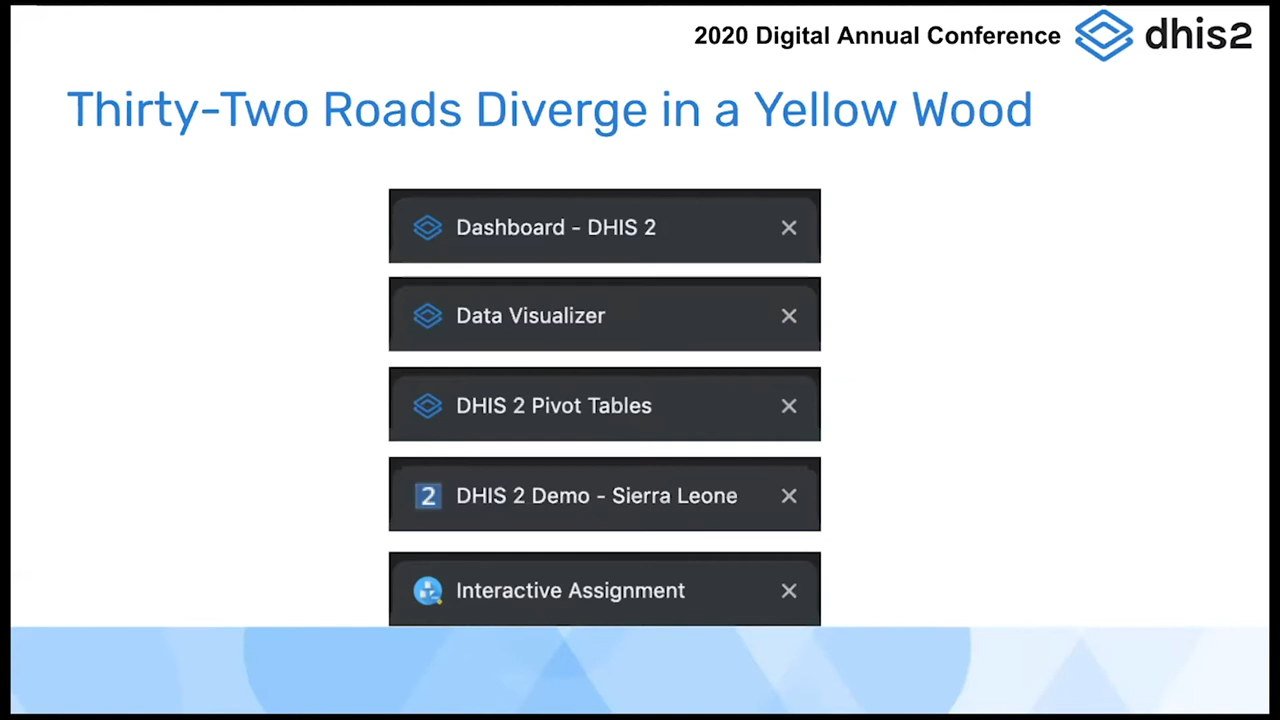 2020 Digital Annual Conference dhis2
Thirty-Two Roads Diverge in a Yellow Wood
Dashboard - DHIS 2
Data Visualizer
DHIS 2 Pivot Tables
2 DHIS 2 Demo - Sierra Leone
Interactive Assignment